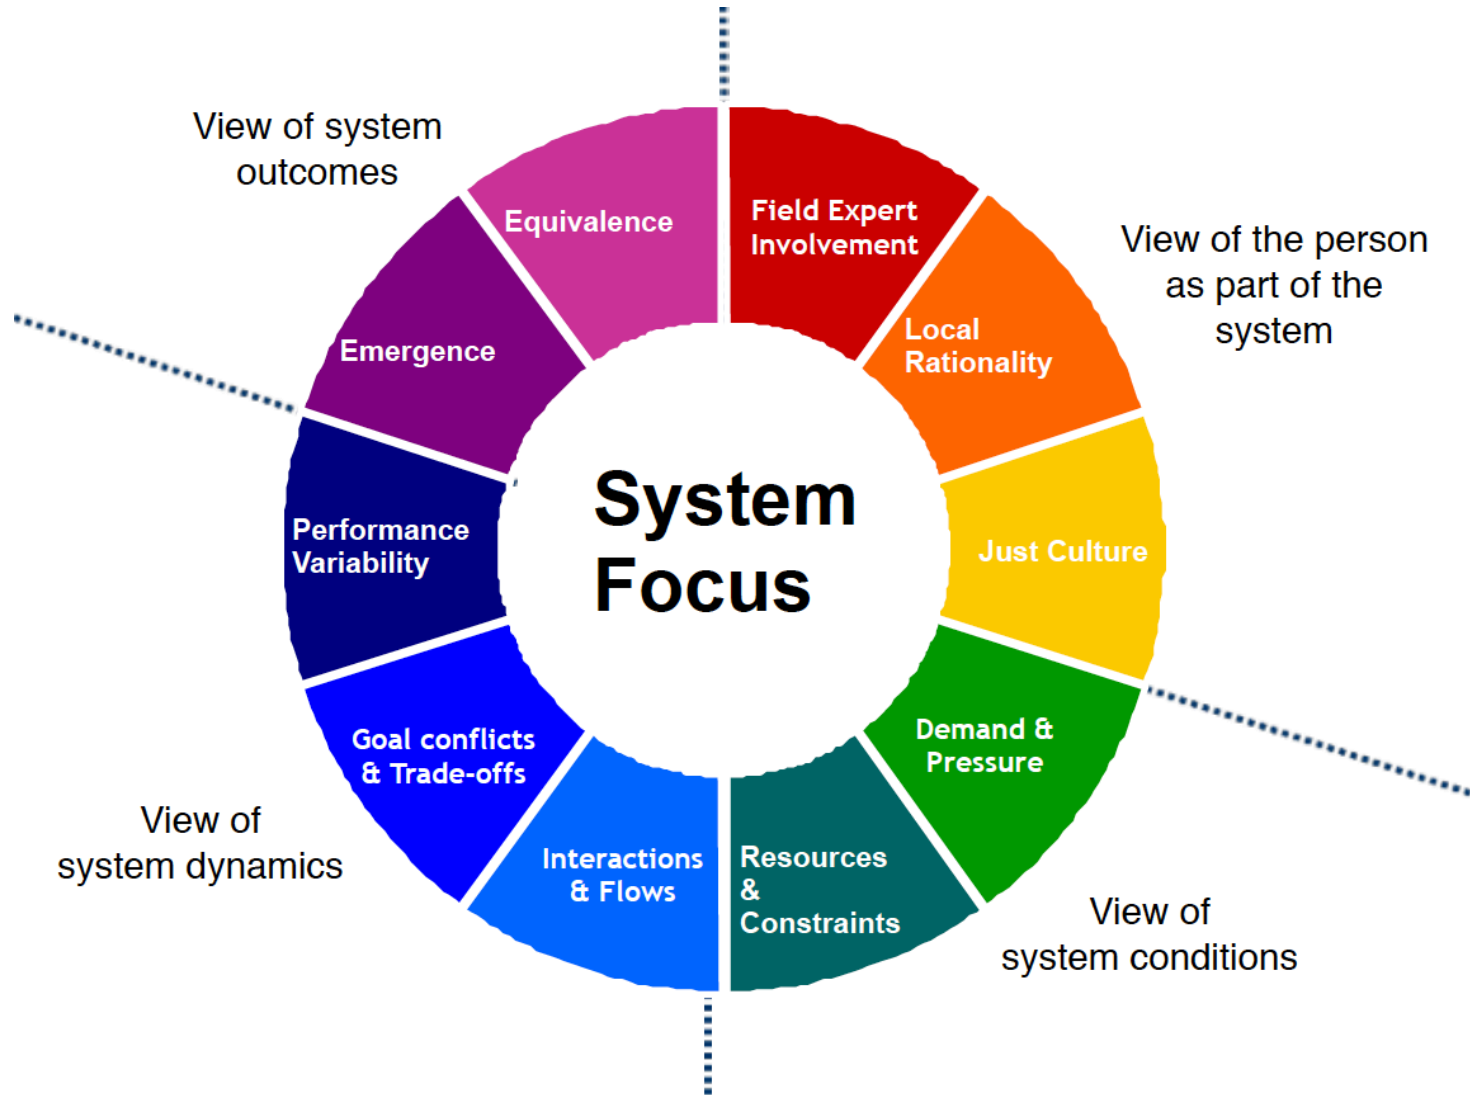 View of system
outcomes
Equivalence
Field Expert
Involvement
View of the person
as part of the
system
Emergence
Local
Rationality
Performance
Variability
System
Focus
Just Culture
Goal conflicts
& Trade-offs
Demand &
Pressure
View of
system dynamics
Interactions
& Flows
Resources
&
Constraints
View of
system conditions